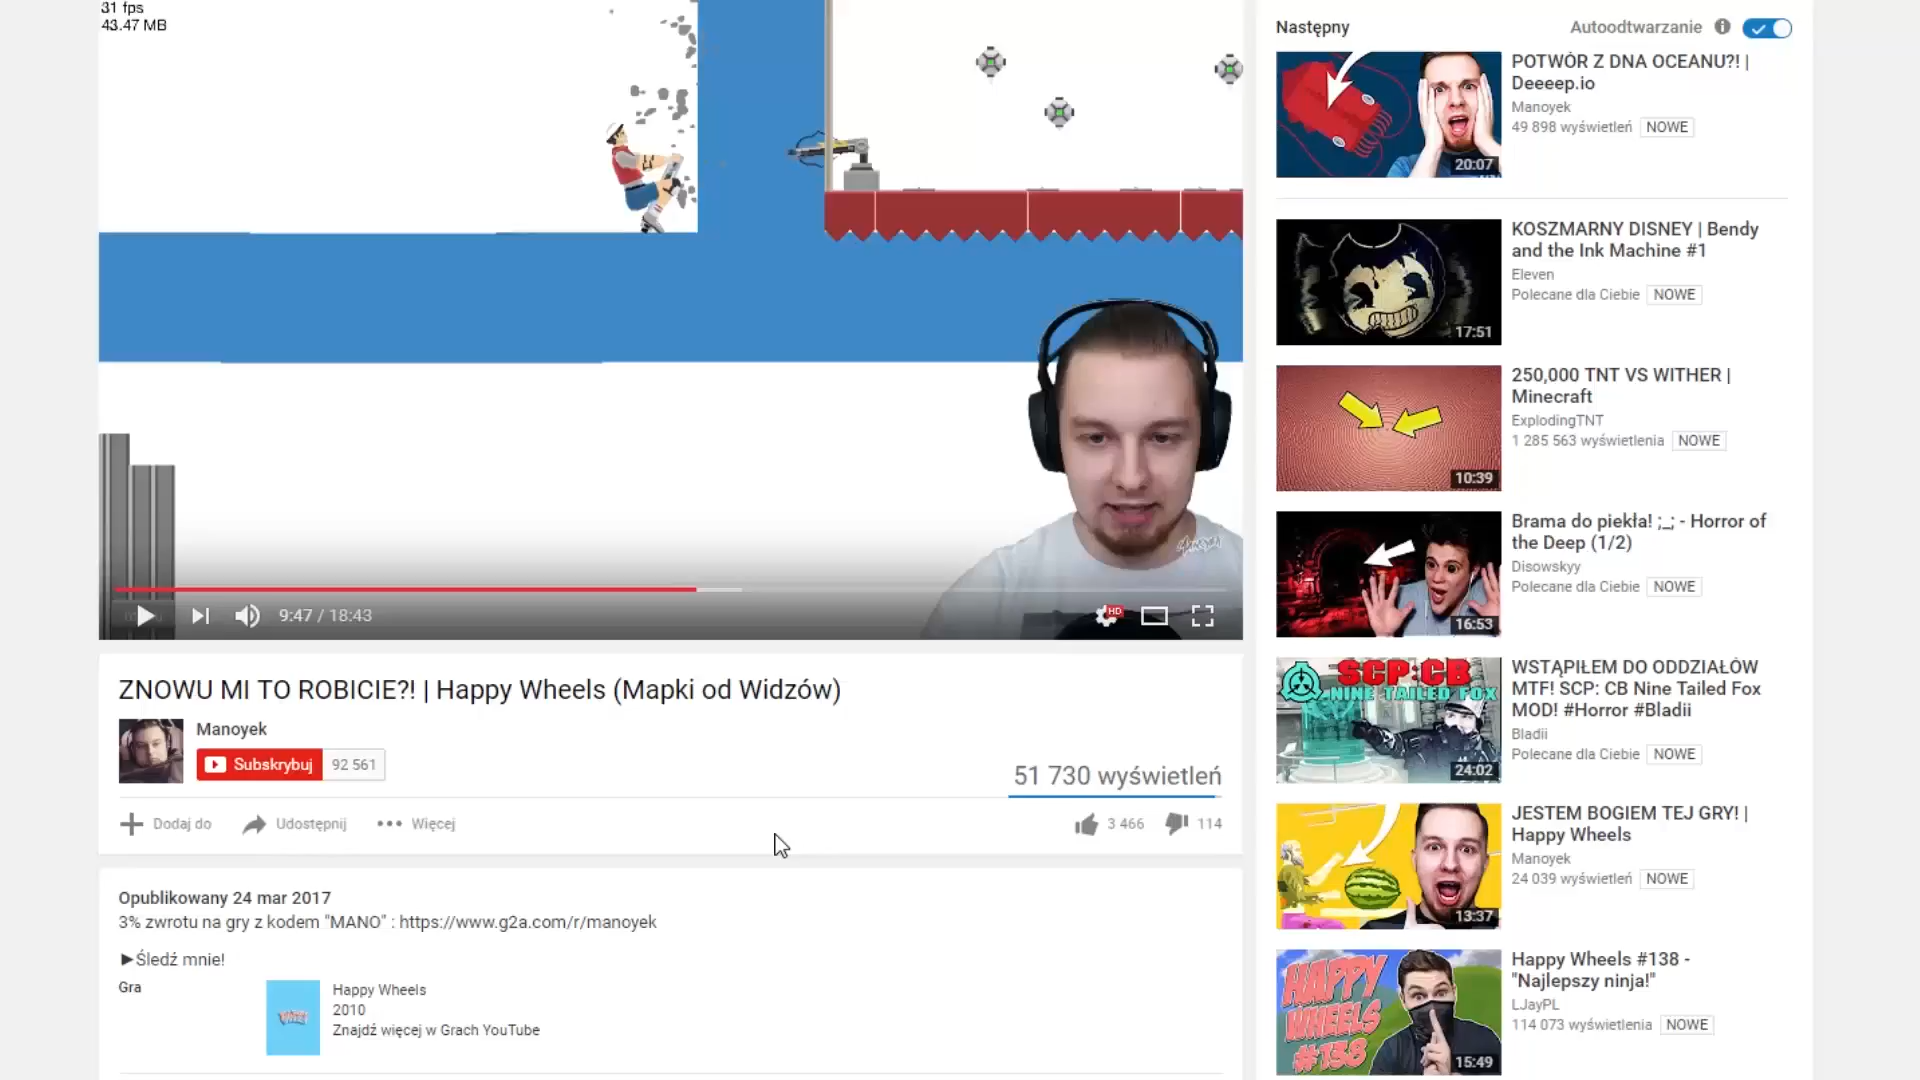 31 fps
43.47 MB
9:47 / 18:43
HD
ZNOWU MI TO ROBICIE?! | Happy Wheels (Mapki od Widzów)
Manoyek
Subskrybuj 92 561
51 730 wyświetleń
Dodaj do Udostępnij Więcej 3 466 114
Opublikowany 24 mar 2017
3% zwrotu na gry z kodem "MANO" : https://www.g2a.com/r/manoyek
►Śledź mnie!
Gra
Happy Wheels
2010
Znajdź więcej w Grach YouTube
Następny Autoodtwarzanie
POTWÓR Z DNA OCEANU?! |
Deeeep.io
Manoyek
49 898 wyświetleń NOWE
20:07
KOSZMARNY DISNEY | Bendy
and the Ink Machine #1
Eleven
Polecane dla Ciebie NOWE
17:51
250,000 TNT VS WITHER |
Minecraft
ExplodingTNT
1 285 563 wyświetlenia NOWE
10:39
Brama do piekła! ;_; - Horror of
the Deep (1/2)
Disowskyy
Polecane dla Ciebie NOWE
16:53
SCP:CB
NINE TAILED FOX
WSTĄPIŁEM DO ODDZIAŁÓW
MTF! SCP: CB Nine Tailed Fox
MOD! #Horror #Bladii
Bladii
Polecane dla Ciebie NOWE
24:02
JESTEM BOGIEM TEJ GRY! |
Happy Wheels
Manoyek
24 039 wyświetleń NOWE
13:37
HAPPY
WHEELS
#138
Happy Wheels #138 -
"Najlepszy ninja!"
LJayPL
114 073 wyświetlenia NOWE
15:49